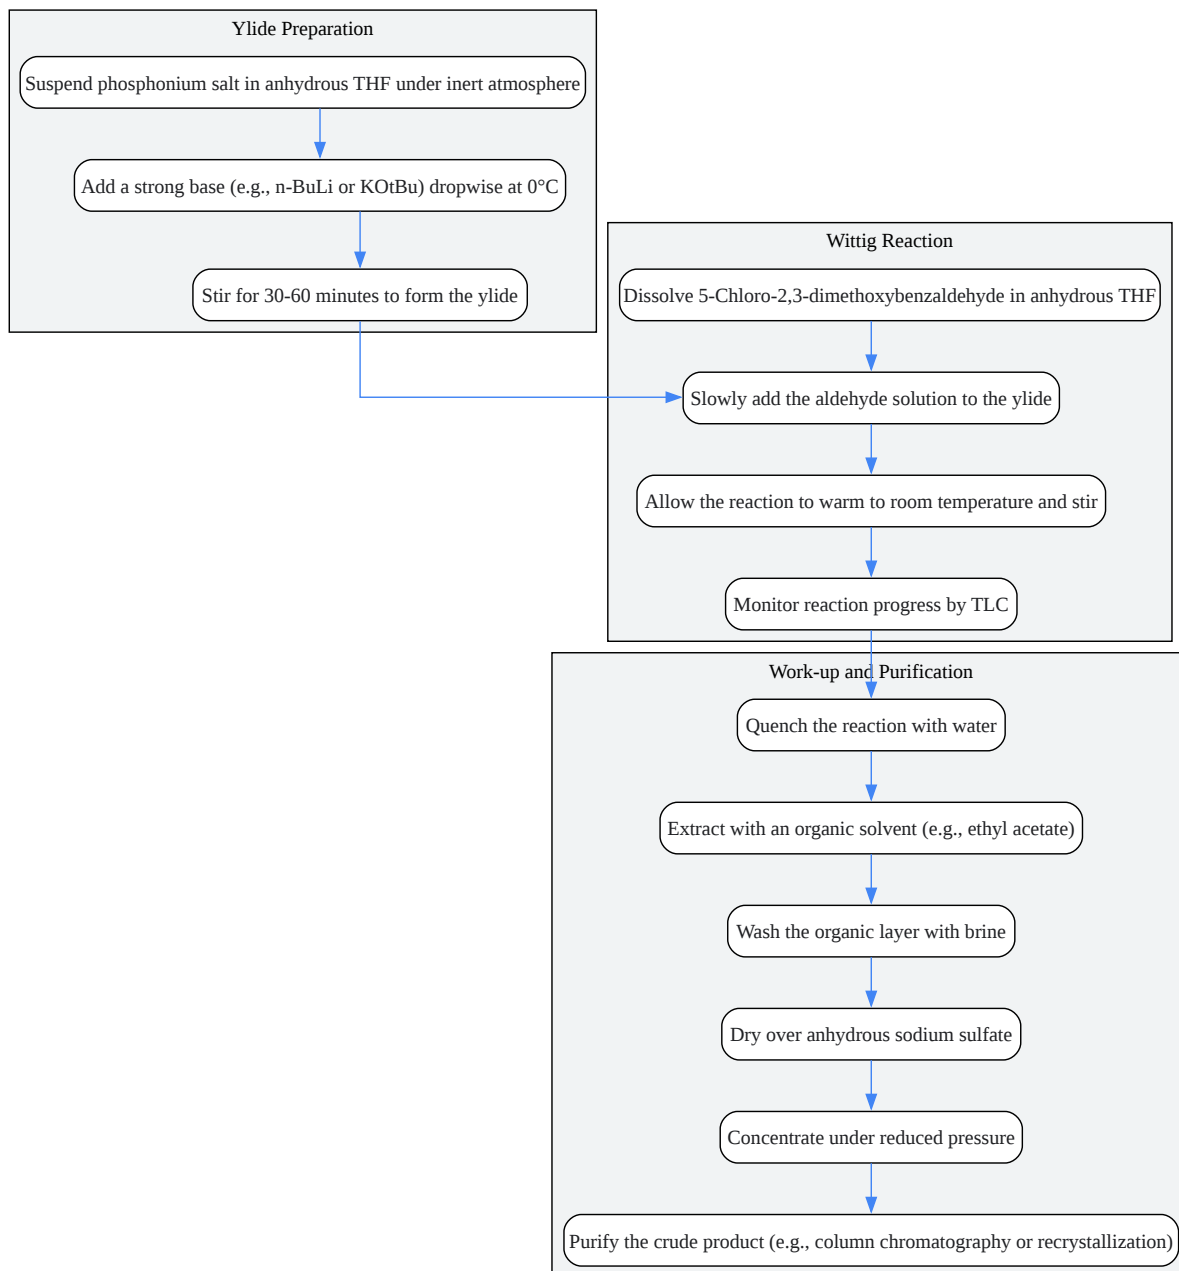 Ylide Preparation
Suspend phosphonium salt in anhydrous THF under inert atmosphere
Add a strong base (e.g., n-BuLi or KOtBu) dropwise at 0°C
Stir for 30-60 minutes to form the ylide
Wittig Reaction
Dissolve 5-Chloro-2,3-dimethoxybenzaldehyde in anhydrous THF
Slowly add the aldehyde solution to the ylide
Allow the reaction to warm to room temperature and stir
Monitor reaction progress by TLC
Work-up and Purification
Quench the reaction with water
Extract with an organic solvent (e.g., ethyl acetate)
Wash the organic layer with brine
Dry over anhydrous sodium sulfate
Concentrate under reduced pressure
Purify the crude product (e.g., column chromatography or recrystallization)